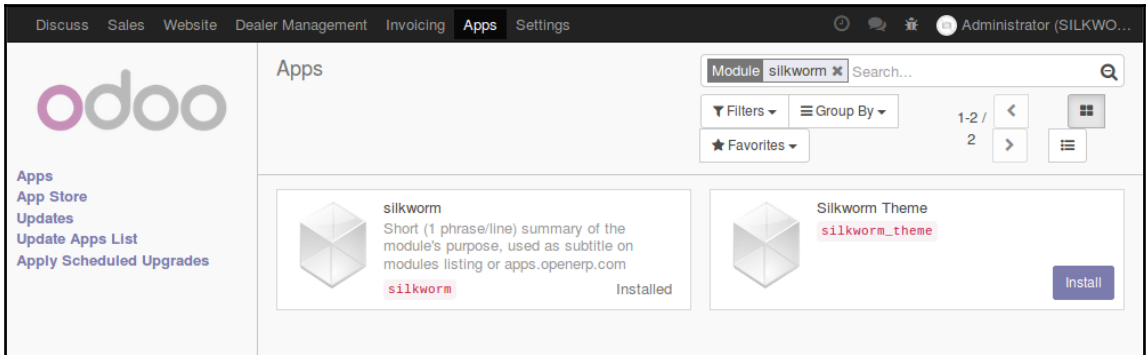 Discuss Sales Website Dealer Management Invoicing Apps Settings Administrator (SILKWO...
odoo
Apps
App Store
Updates
Update Apps List
Apply Scheduled Upgrades
Apps
Module silkworm Search...
Filters Group By
Favorites
1-2 /
2
silkworm
Short (1 phrase/line) summary of the
module's purpose, used as subtitle on
modules listing or apps.openerp.com
silkworm Installed
Silkworm Theme
silkworm_theme
Install